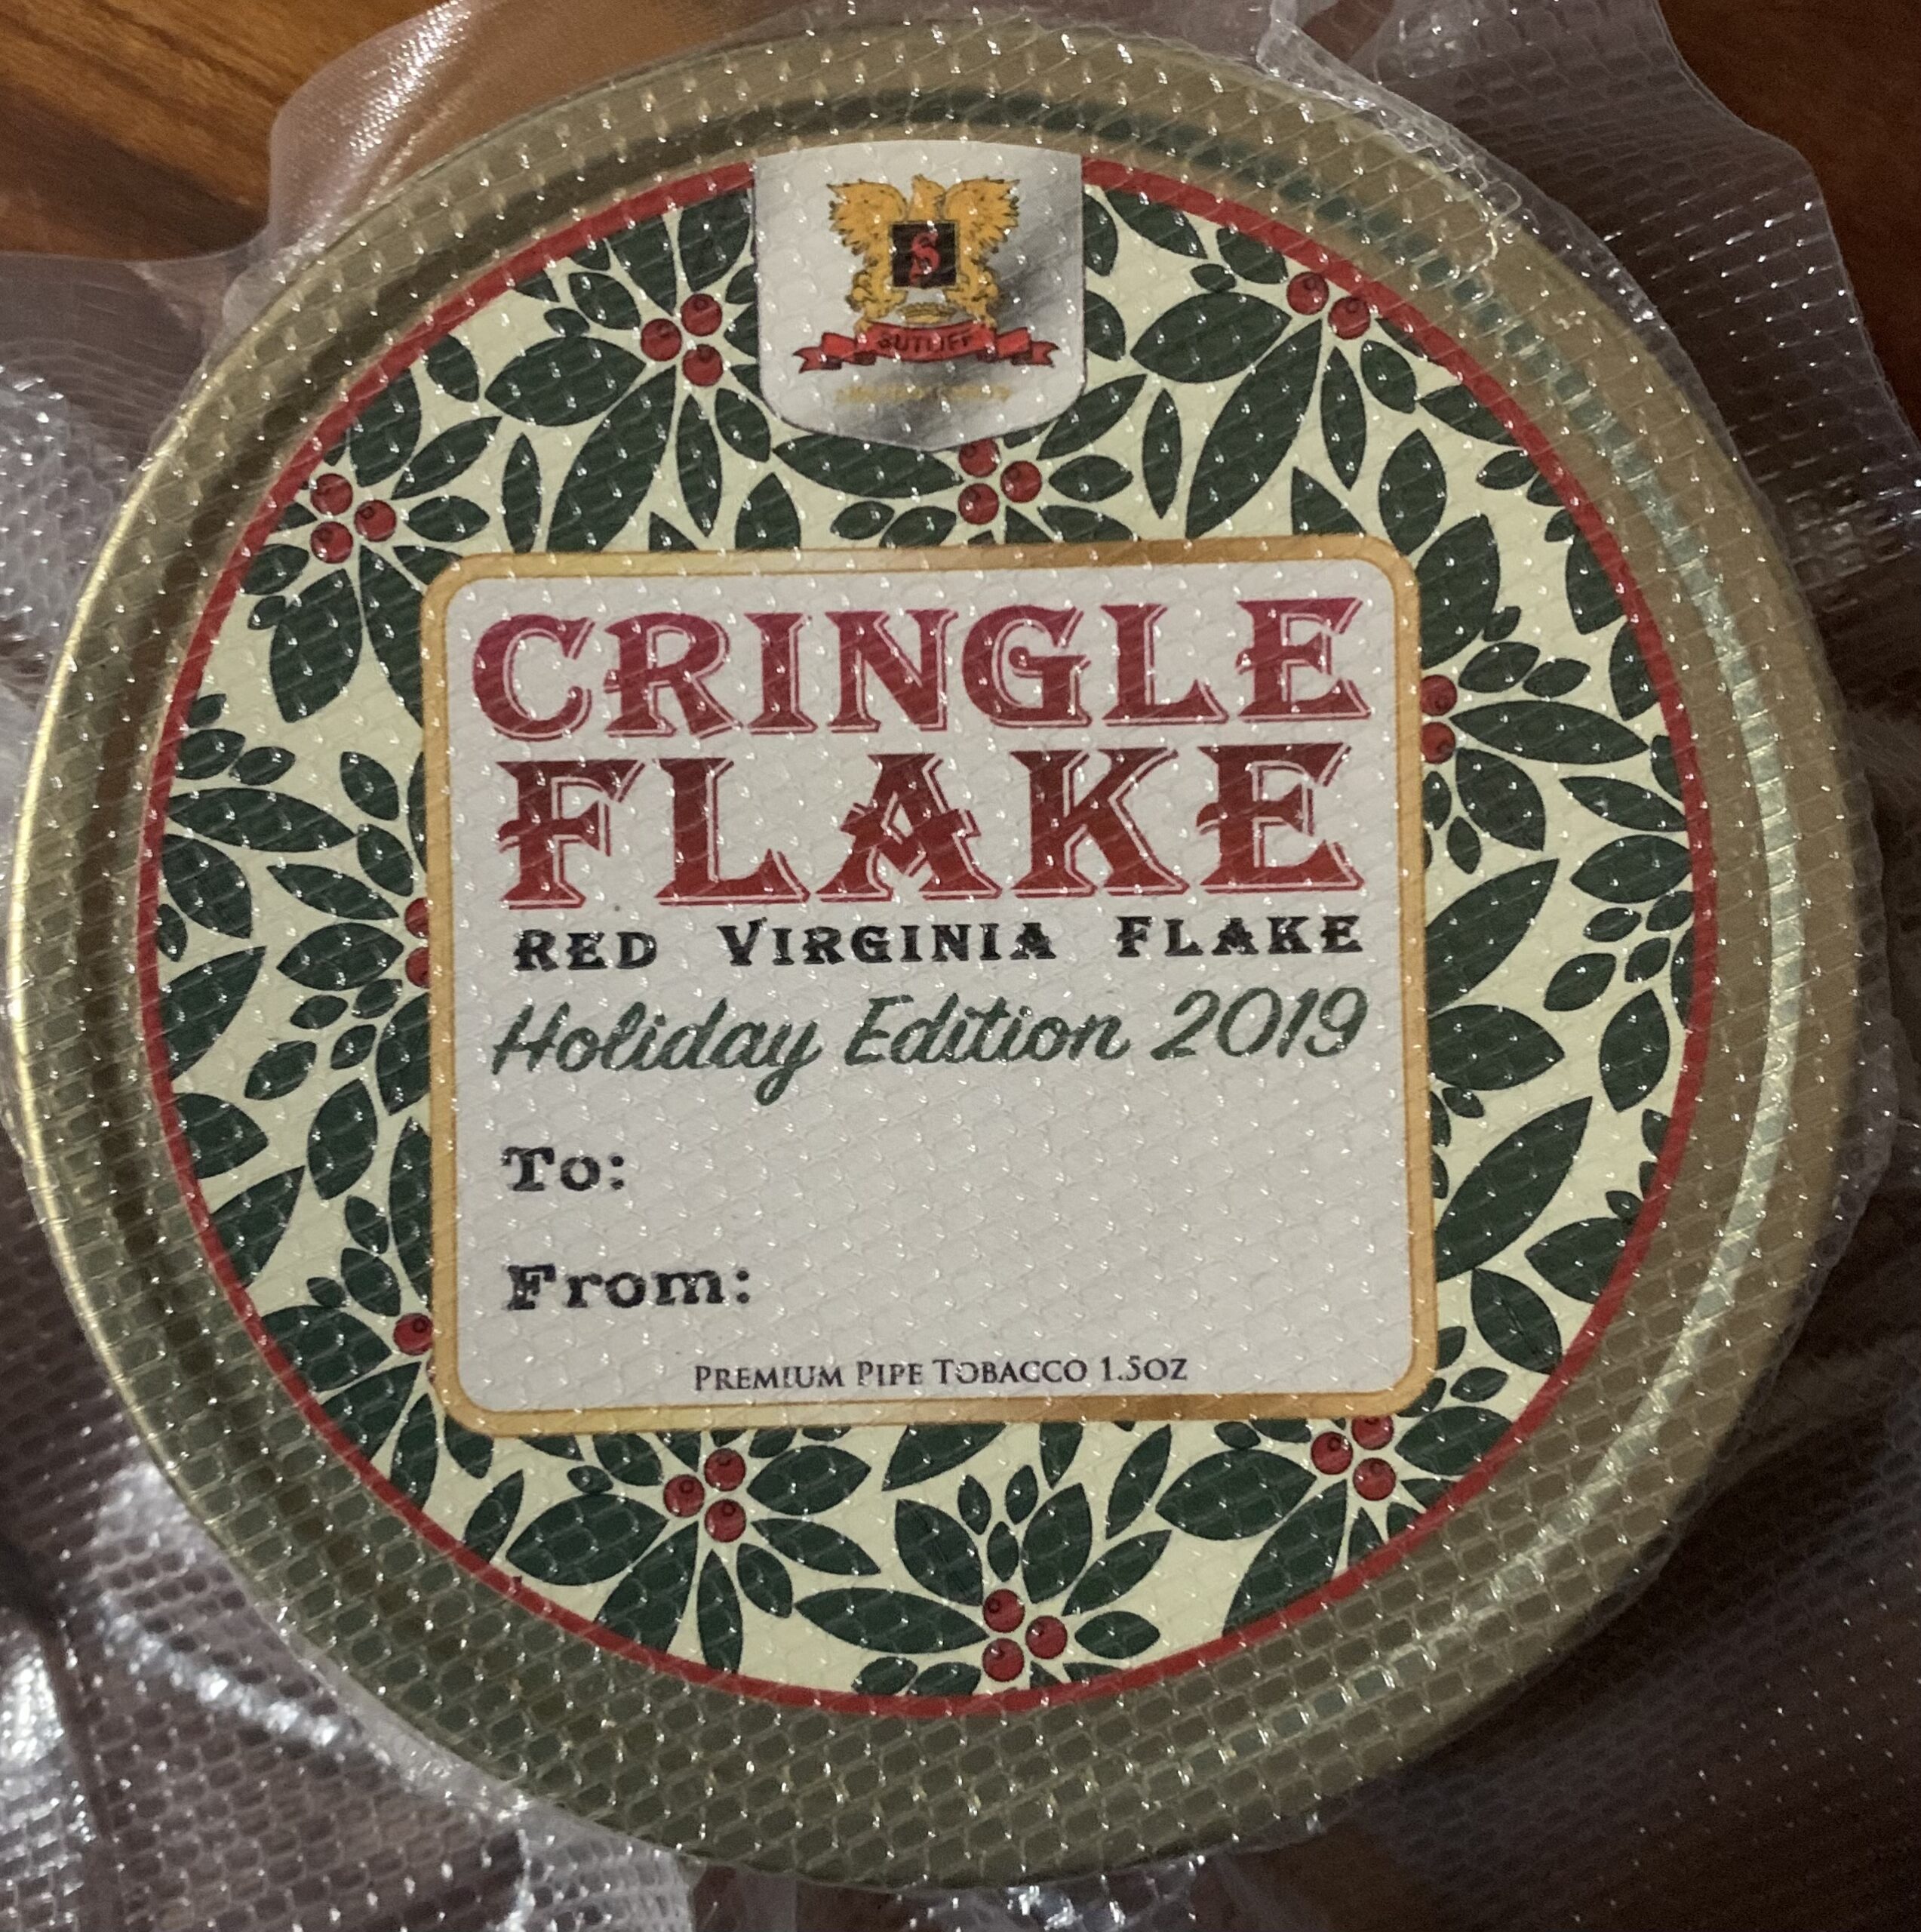 S
SUTLIFF
CRINGLE
FLAKE
RED VIRGINIA FLAKE
Holiday Edition 2019
To:
From:
PREMIUM PIPE TOBACCO 1.5OZ